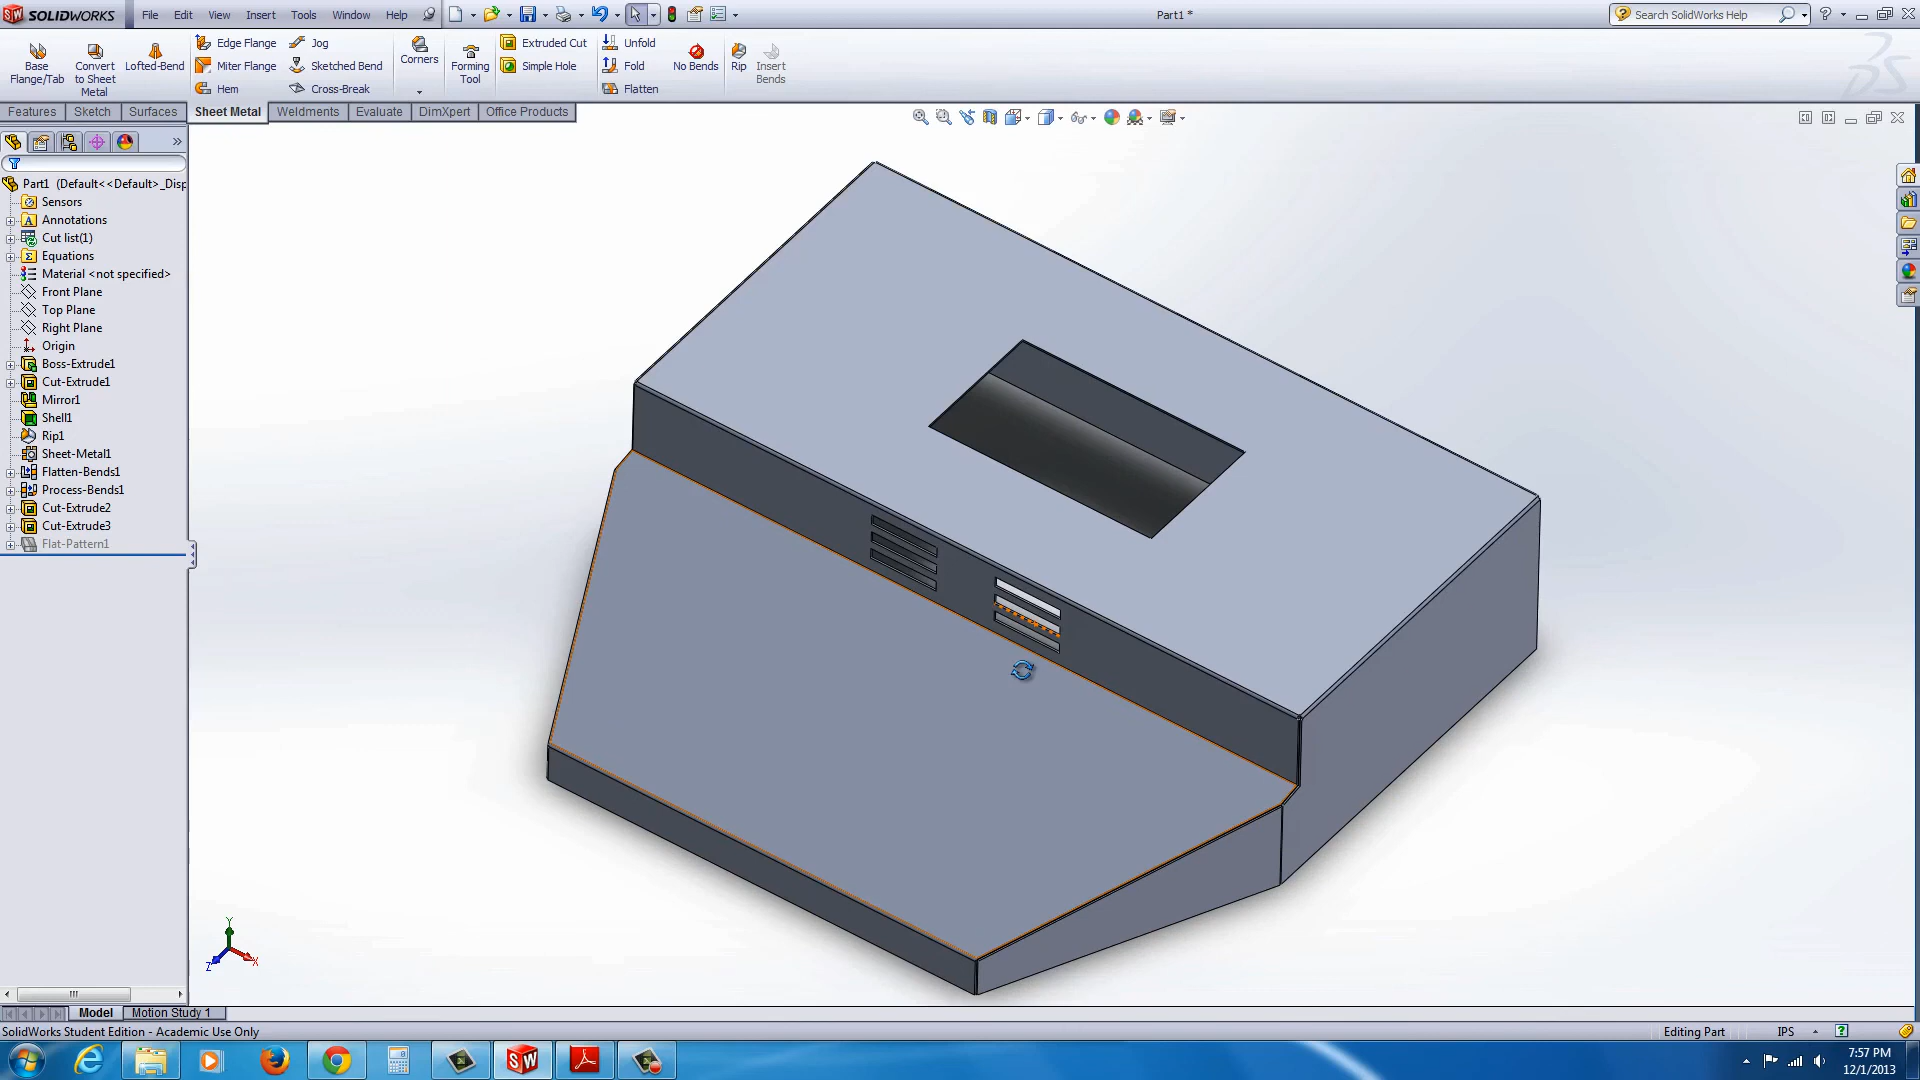 SOLIDWORKS File Edit View Insert Tools Window Help Part1 * Search SolidWorks Help
Base Flange/Tab
Convert to Sheet Metal
Lofted-Bend
Edge Flange
Miter Flange
Hem
Jog
Sketched Bend
Cross-Break
Corners
Forming Tool
Extruded Cut
Simple Hole
Unfold
Fold
Flatten
No Bends
Rip
Insert Bends
Features Sketch Surfaces Sheet Metal Weldments Evaluate DimXpert Office Products
Part1 (Default<<Default>_Disp
Sensors
Annotations
Cut list(1)
Equations
Material <not specified>
Front Plane
Top Plane
Right Plane
Origin
Boss-Extrude1
Cut-Extrude1
Mirror1
Shell1
Rip1
Sheet-Metal1
Flatten-Bends1
Process-Bends1
Cut-Extrude2
Cut-Extrude3
Flat-Pattern1
Y
X
Z
Model Motion Study 1
SolidWorks Student Edition - Academic Use Only Editing Part IPS
7:57 PM
12/1/2013